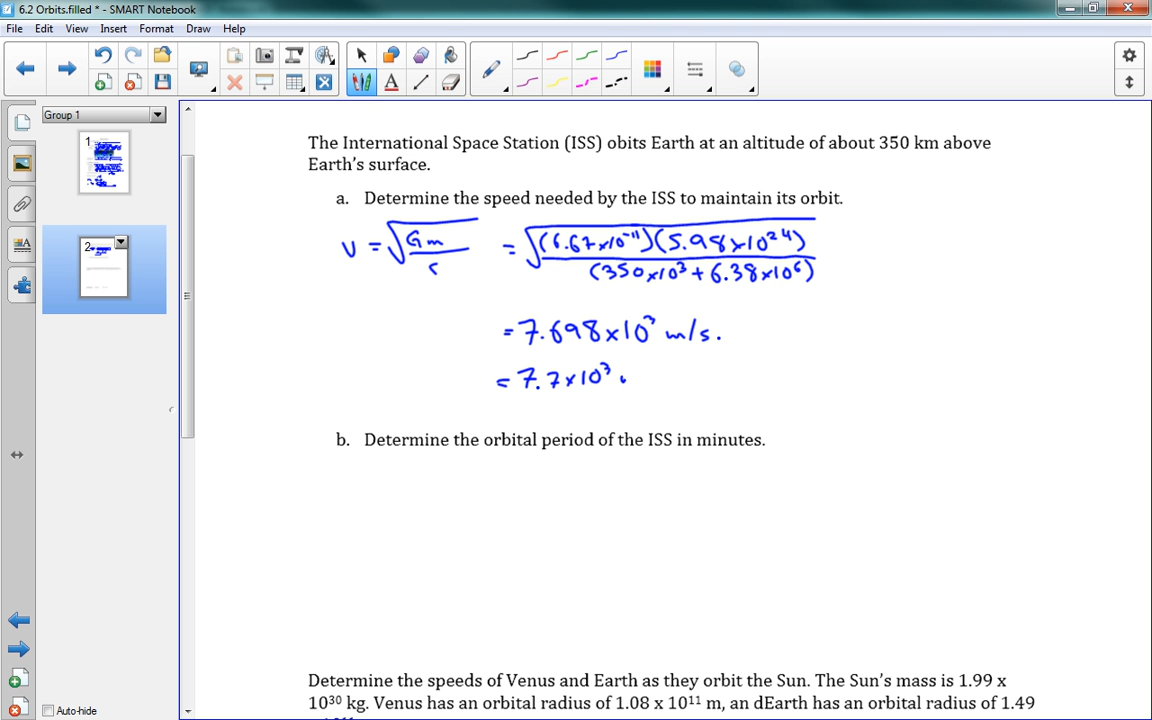 6.2 Orbits.filled * - SMART Notebook
File Edit View Insert Format Draw Help
Group 1
1
2
The International Space Station (ISS) obits Earth at an altitude of about 350 km above
Earth's surface.
a. Determine the speed needed by the ISS to maintain its orbit.
v = √(Gm / r) = √((6.67×10⁻¹¹)(5.98×10²⁴) / (350×10³ + 6.38×10⁶))
= 7.698×10³ m/s.
= 7.7×10³
b. Determine the orbital period of the ISS in minutes.
Determine the speeds of Venus and Earth as they orbit the Sun. The Sun's mass is 1.99 x
10³⁰ kg. Venus has an orbital radius of 1.08 x 10¹¹ m, an dEarth has an orbital radius of 1.49
Auto-hide